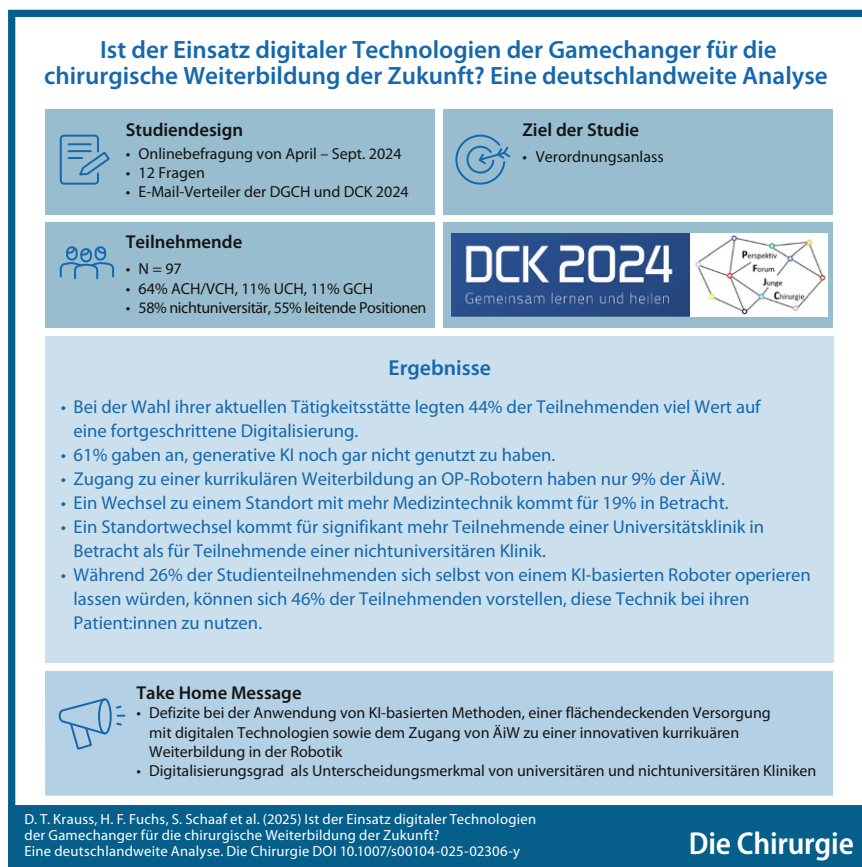 Ist der Einsatz digitaler Technologien der Gamechanger für die
chirurgische Weiterbildung der Zukunft? Eine deutschlandweite Analyse
Studiendesign
• Onlinebefragung von April – Sept. 2024
• 12 Fragen
• E-Mail-Verteiler der DGCH und DCK 2024
Ziel der Studie
• Verordnungsanlass
Teilnehmende
• N = 97
• 64% ACH/VCH, 11% UCH, 11% GCH
• 58% nichtuniversitär, 55% leitende Positionen
DCK 2024
Gemeinsam lernen und heilen
Perspektiv
Forum
Junge
Chirurgie
Ergebnisse
• Bei der Wahl ihrer aktuellen Tätigkeitsstätte legten 44% der Teilnehmenden viel Wert auf
eine fortgeschrittene Digitalisierung.
• 61% gaben an, generative KI noch gar nicht genutzt zu haben.
• Zugang zu einer kurrikulären Weiterbildung an OP-Robotern haben nur 9% der ÄiW.
• Ein Wechsel zu einem Standort mit mehr Medizintechnik kommt für 19% in Betracht.
• Ein Standortwechsel kommt für signifikant mehr Teilnehmende einer Universitätsklinik in
Betracht als für Teilnehmende einer nichtuniversitären Klinik.
• Während 26% der Studienteilnehmenden sich selbst von einem KI-basierten Roboter operieren
lassen würden, können sich 46% der Teilnehmenden vorstellen, diese Technik bei ihren
Patient:innen zu nutzen.
Take Home Message
• Defizite bei der Anwendung von KI-basierten Methoden, einer flächendeckenden Versorgung
mit digitalen Technologien sowie dem Zugang von ÄiW zu einer innovativen kurrikuären
Weiterbildung in der Robotik
• Digitalisierungsgrad als Unterscheidungsmerkmal von universitären und nichtuniversitären Kliniken
D. T. Krauss, H. F. Fuchs, S. Schaaf et al. (2025) Ist der Einsatz digitaler Technologien
der Gamechanger für die chirurgische Weiterbildung der Zukunft?
Eine deutschlandweite Analyse. Die Chirurgie DOI 10.1007/s00104-025-02306-y
Die Chirurgie